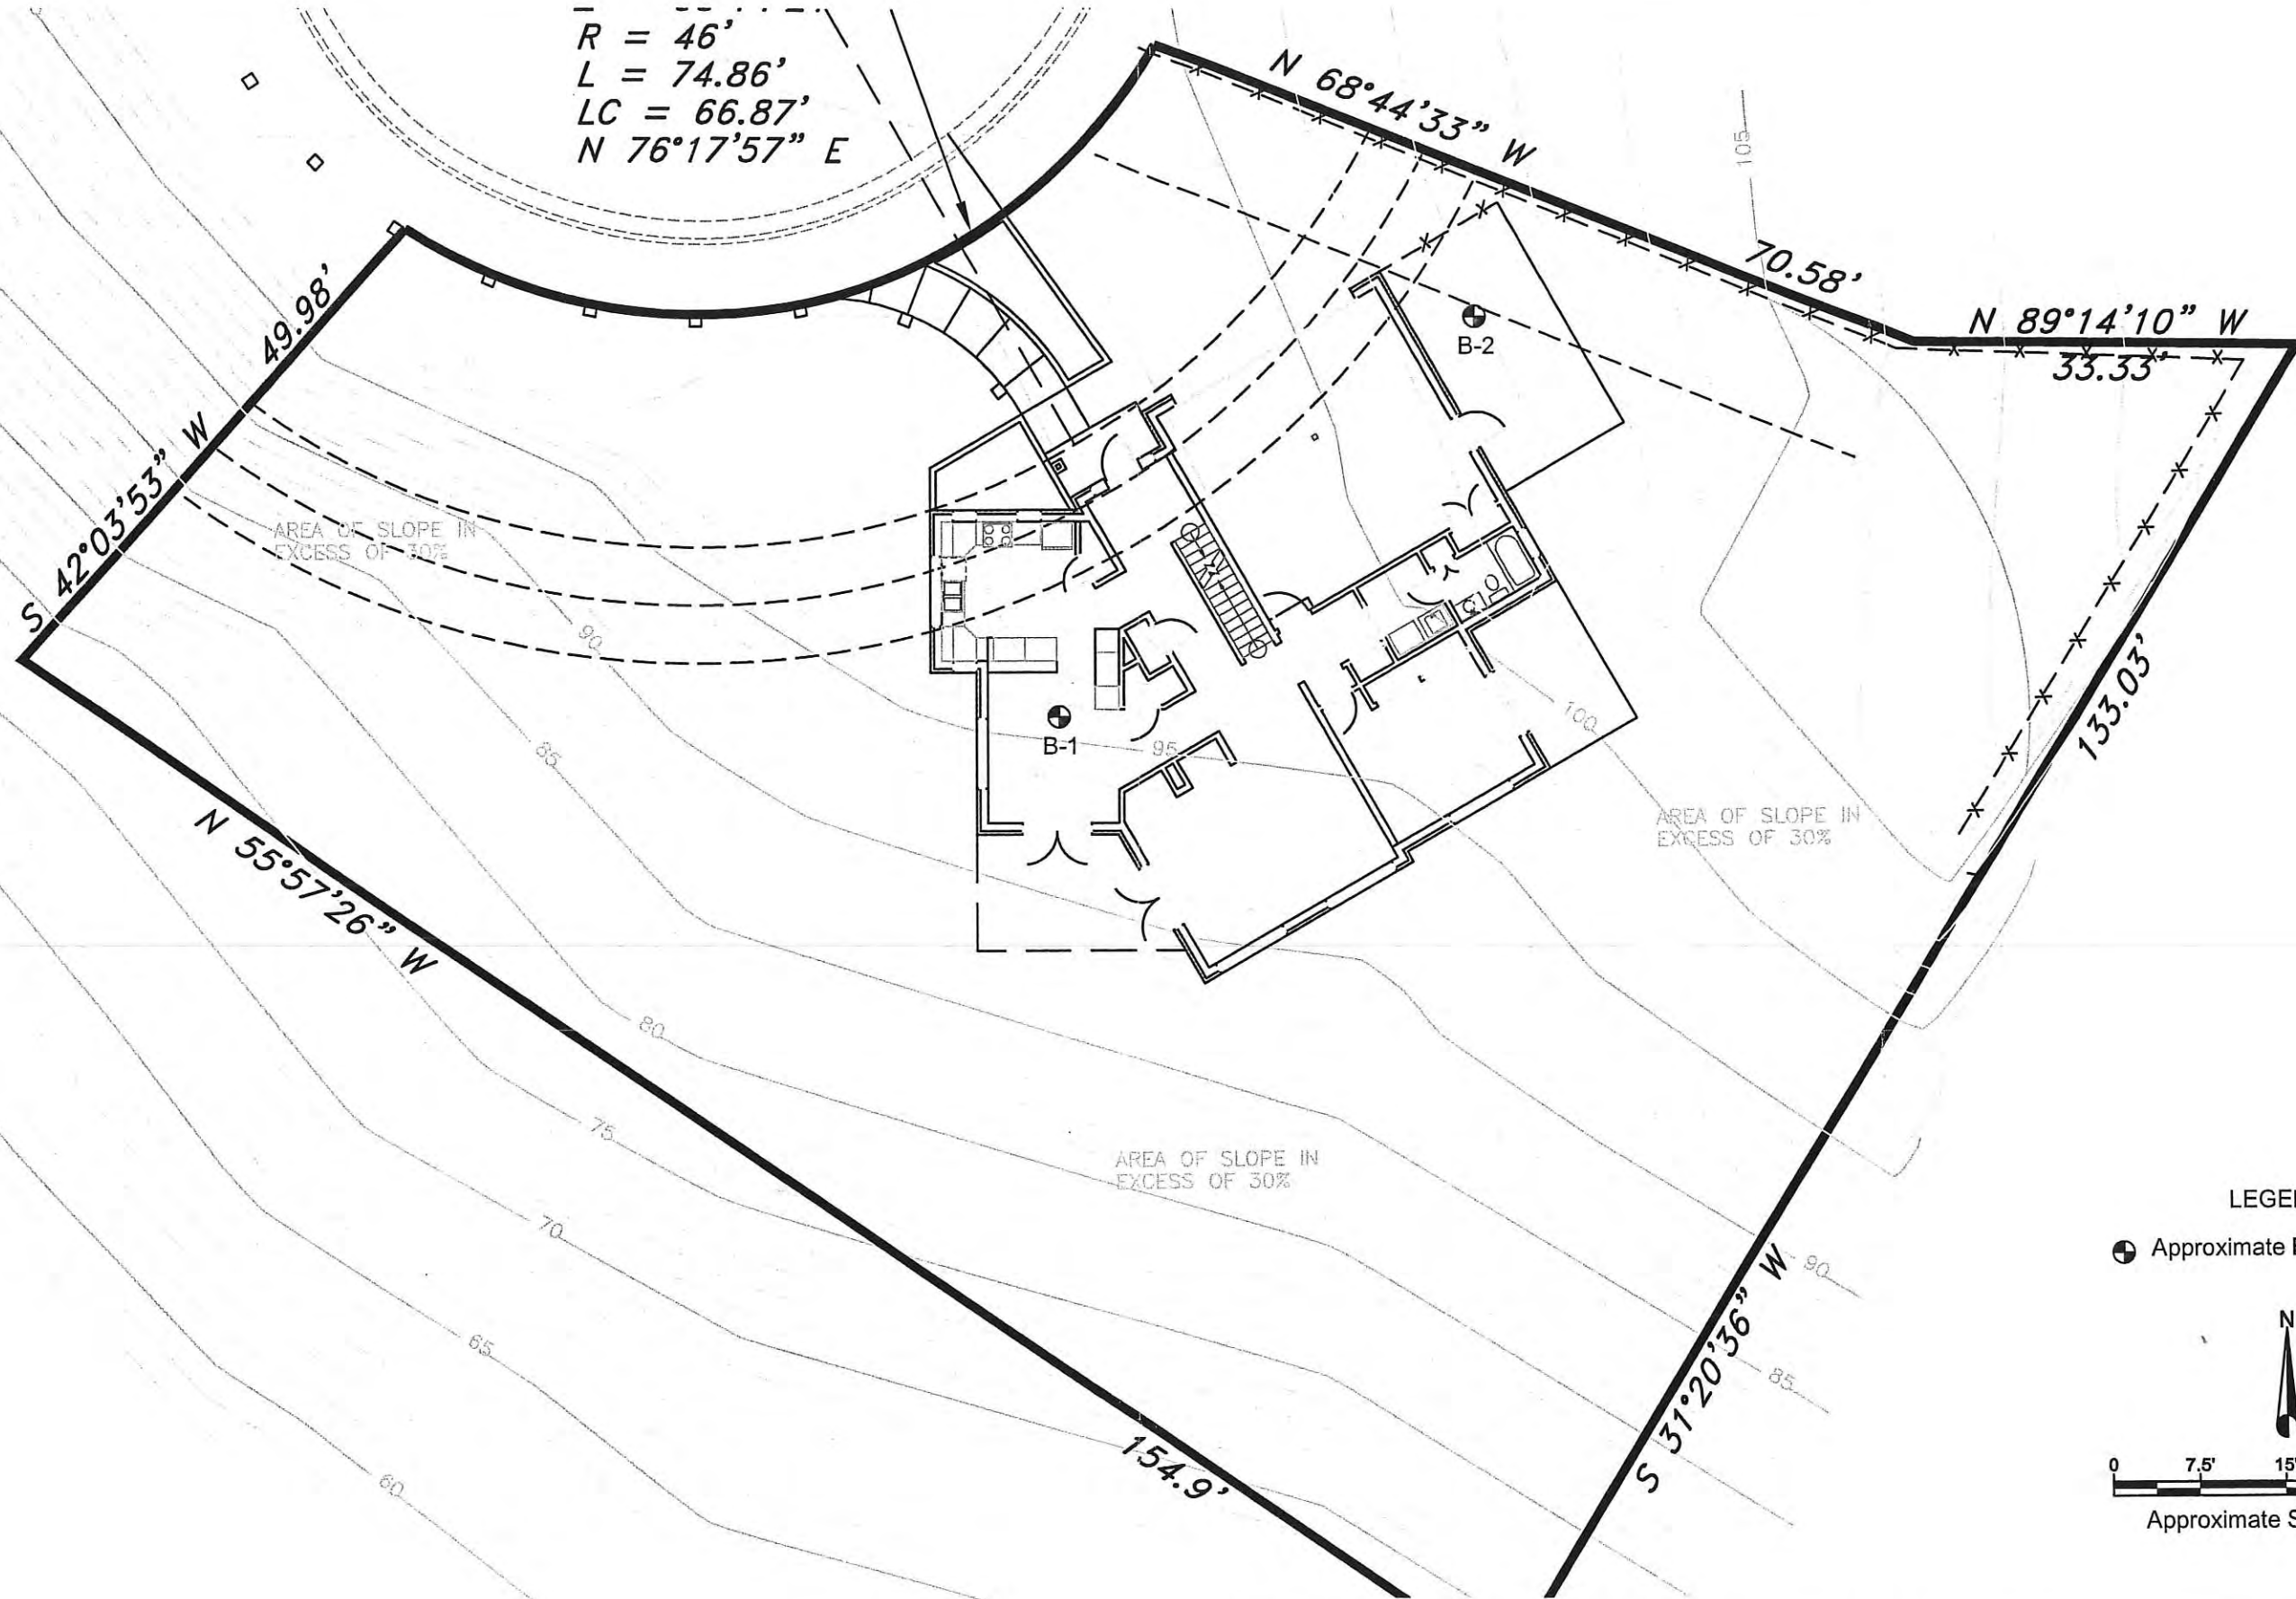 R = 46'
L = 74.86'
LC = 66.87'
N 76°17'57" E
N 68°44'33" W
70.58'
105
N 89°14'10" W
33.33'
49.98'
S 42°03'53" W
B-2
AREA OF SLOPE IN
EXCESS OF 30%
90
85
B-1
95
100
133.03'
AREA OF SLOPE IN
EXCESS OF 30%
N 55°57'26" W
80
75
AREA OF SLOPE IN
EXCESS OF 30%
70
65
60
154.9'
90
85
S 31°20'36" W
Approximate
N
0 7.5' 15'
Approximate